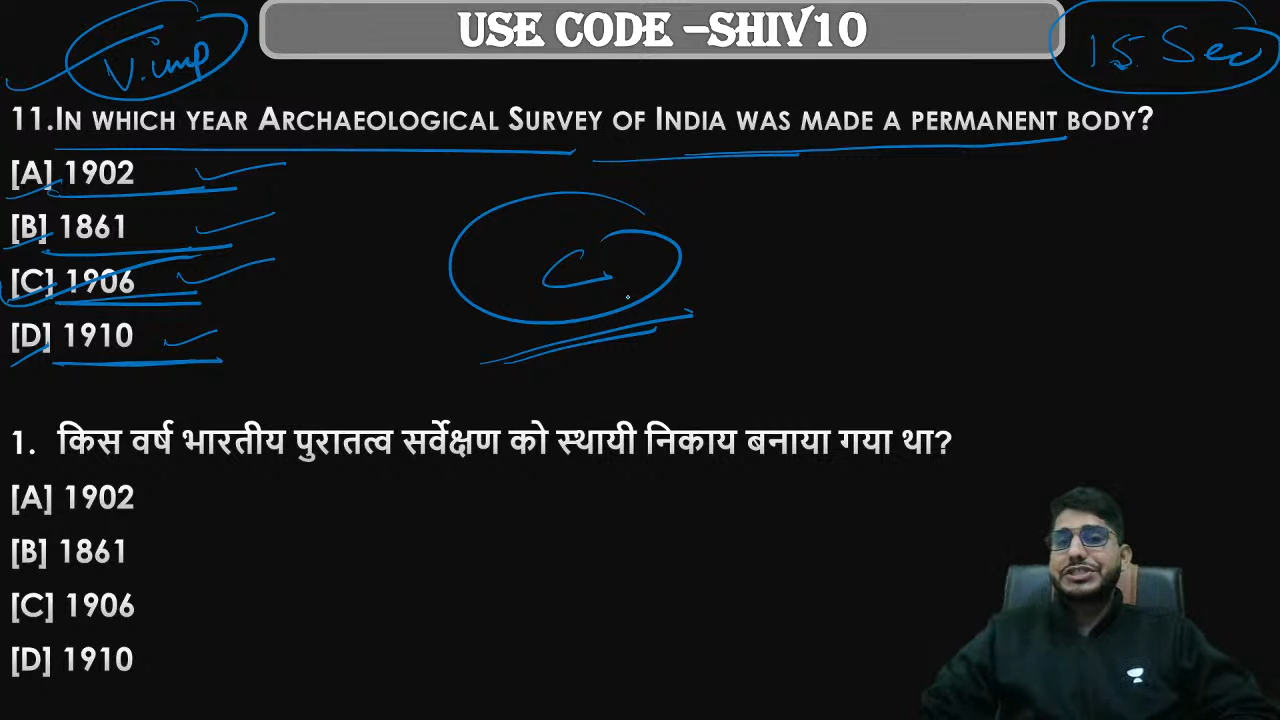 USE CODE –SHIV10
V.imp
15 Sec
11.IN WHICH YEAR ARCHAEOLOGICAL SURVEY OF INDIA WAS MADE A PERMANENT BODY?
[A] 1902
[B] 1861
[C] 1906
[D] 1910
C
1. किस वर्ष भारतीय पुरातत्व सर्वेक्षण को स्थायी निकाय बनाया गया था?
[A] 1902
[B] 1861
[C] 1906
[D] 1910